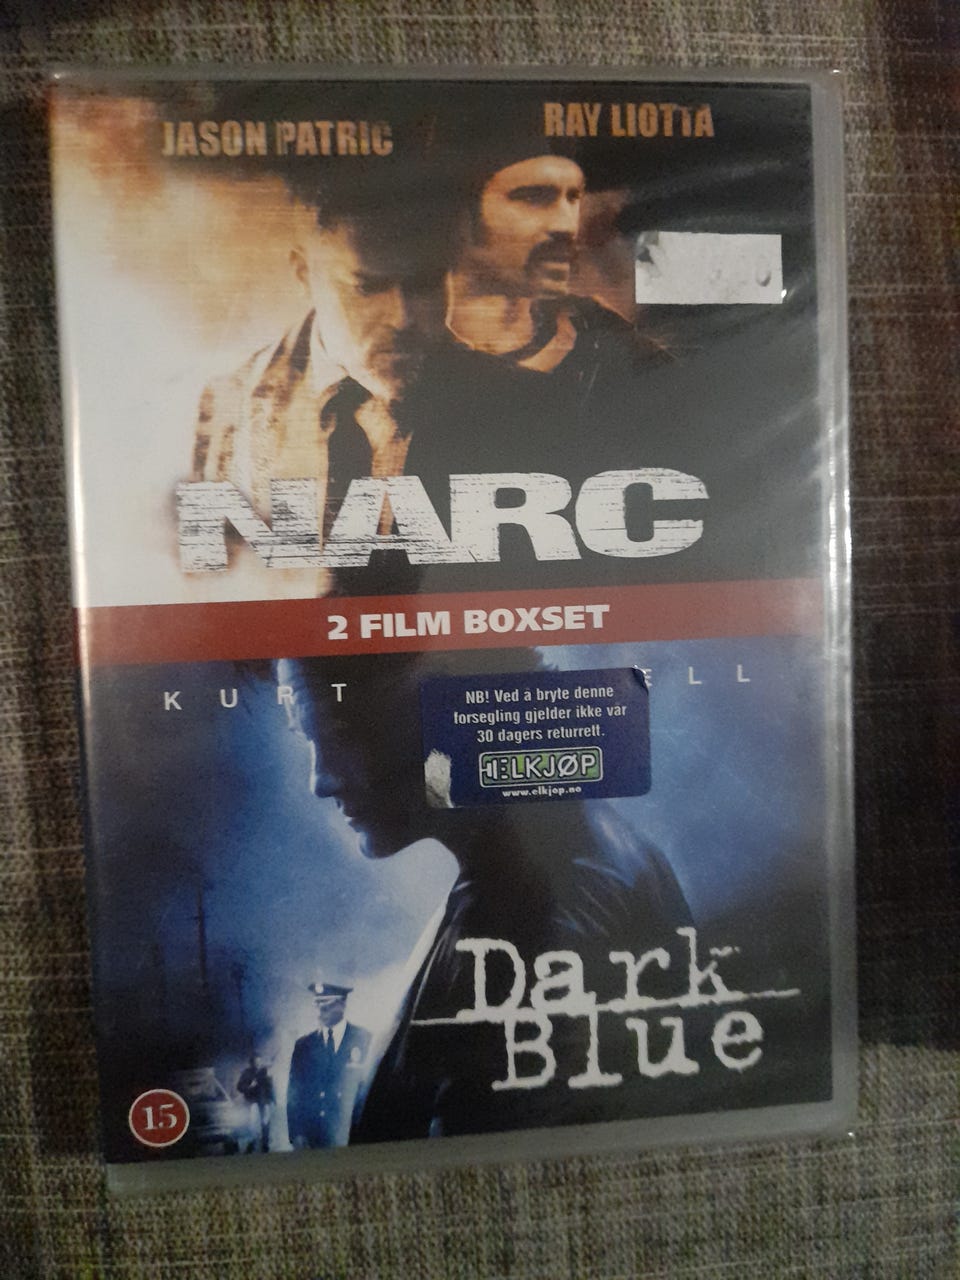 JASON PATRIC
RAY LIOTTA
NARC
2 FILM BOXSET
KURT ELL
NB! Ved å bryte denne
forsegling gjelder ikke vår
30 dagers returrett.
ELKJØP
www.elkjop.no
Dark
Blue
15